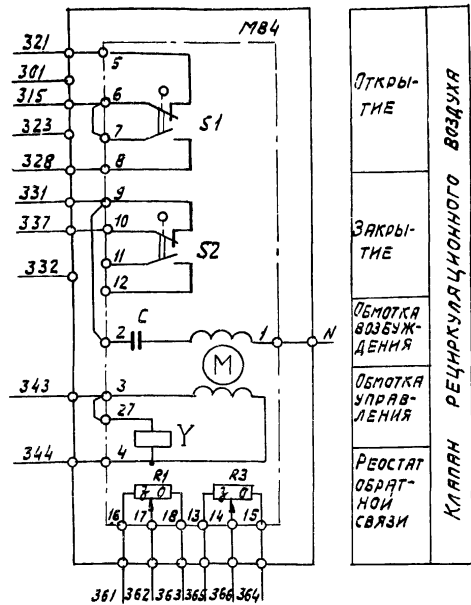 M84
321
5
301
315
6
S1
323
7
328
8
331
9
337
10
11
S2
332
12
2
C
1
N
M
343
3
27
Y
344
4
R1
R3
З О
З О
16
17
18
13
14
15
361
362
363
365
366
364
ОТКРЫ-
ТИЕ
ЗАКРЫ-
ТИЕ
ОБМОТКА
ВОЗБУЖ-
ДЕНИЯ
ОБМОТКА
УПРАВ-
ЛЕНИЯ
РЕОСТАТ
ОБРАТ-
НОЙ
СВЯЗИ
КЛАПАН РЕЦИРКУЛЯЦИОННОГО ВОЗДУХА